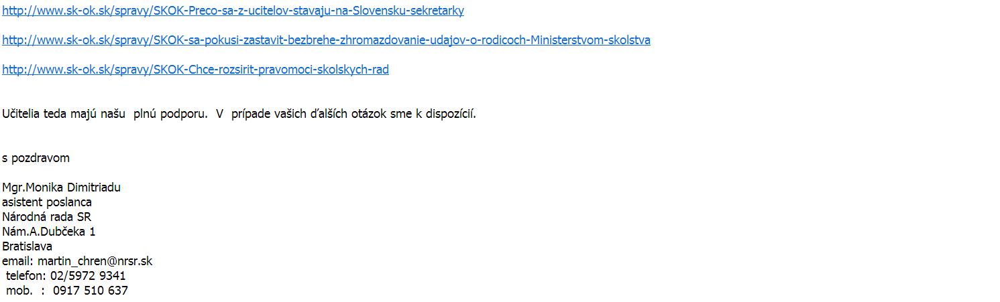 http://www.sk-ok.sk/spravy/SKOK-Preco-sa-z-ucitelov-stavaju-na-Slovensku-sekretarky
http://www.sk-ok.sk/spravy/SKOK-sa-pokusi-zastavit-bezbrehe-zhromazdovanie-udajov-o-rodicoch-Ministerstvom-skolstva
http://www.sk-ok.sk/spravy/SKOK-Chce-rozsirit-pravomoci-skolskych-rad
Učitelia teda majú našu  plnú podporu.  V  prípade vašich ďalších otázok sme k dispozícií.
s pozdravom
Mgr.Monika Dimitriadu
asistent poslanca
Národná rada SR
Nám.A.Dubčeka 1
Bratislava
email: martin_chren@nrsr.sk
telefon: 02/5972 9341
mob.  :  0917 510 637